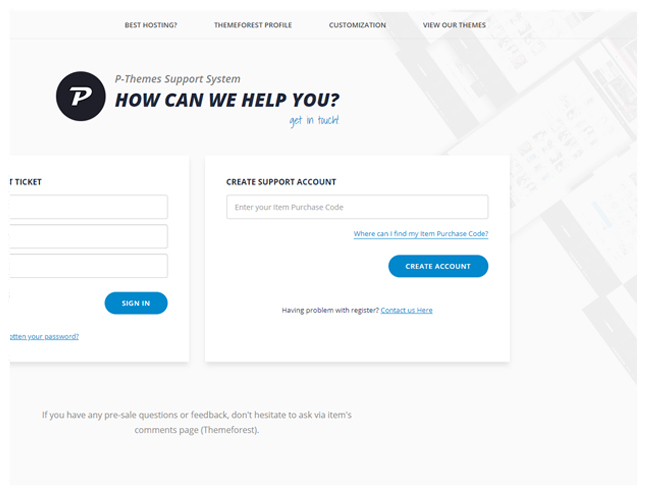 BEST HOSTING?
THEMEFOREST PROFILE
CUSTOMIZATION
VIEW OUR THEMES
P
P-Themes Support System
HOW CAN WE HELP YOU?
get in touch!
T TICKET
SIGN IN
otten your password?
CREATE SUPPORT ACCOUNT
Enter your Item Purchase Code
Where can I find my Item Purchase Code?
CREATE ACCOUNT
Having problem with register? Contact us Here
If you have any pre-sale questions or feedback, don't hesitate to ask via item's
comments page (Themeforest).